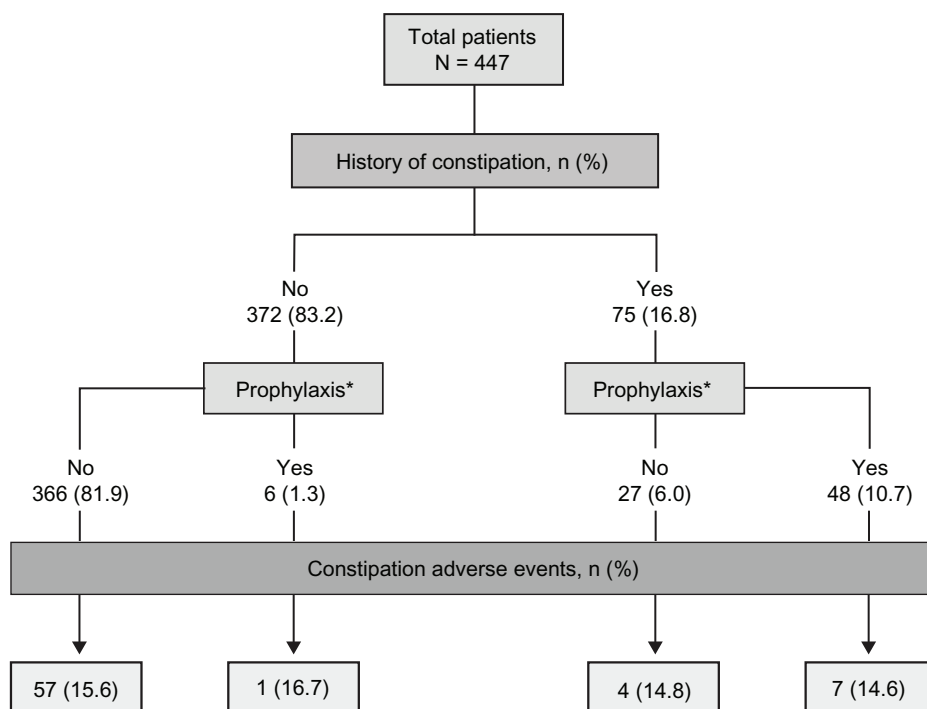 Total patients
N = 447
History of constipation, n (%)
No
372 (83.2)
Yes
75 (16.8)
Prophylaxis*
Prophylaxis*
No
366 (81.9)
Yes
6 (1.3)
No
27 (6.0)
Yes
48 (10.7)
Constipation adverse events, n (%)
57 (15.6)
1 (16.7)
4 (14.8)
7 (14.6)